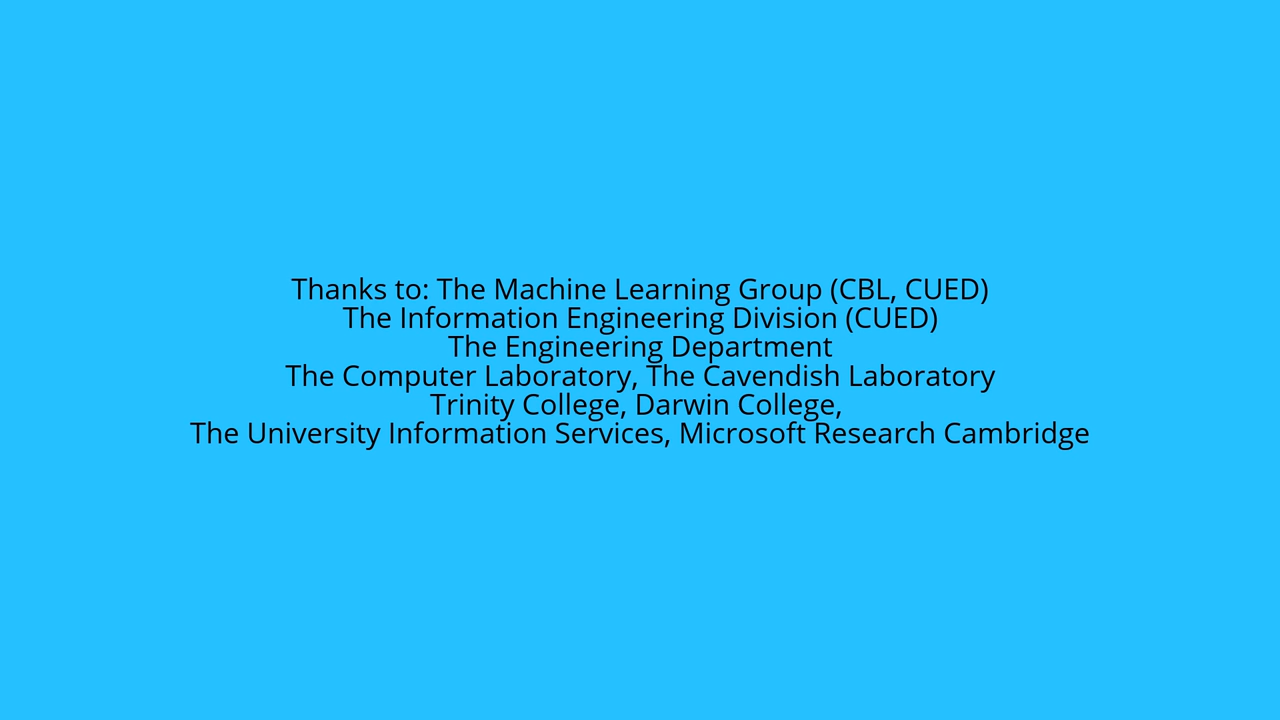 Thanks to: The Machine Learning Group (CBL, CUED)
The Information Engineering Division (CUED)
The Engineering Department
The Computer Laboratory, The Cavendish Laboratory
Trinity College, Darwin College,
The University Information Services, Microsoft Research Cambridge